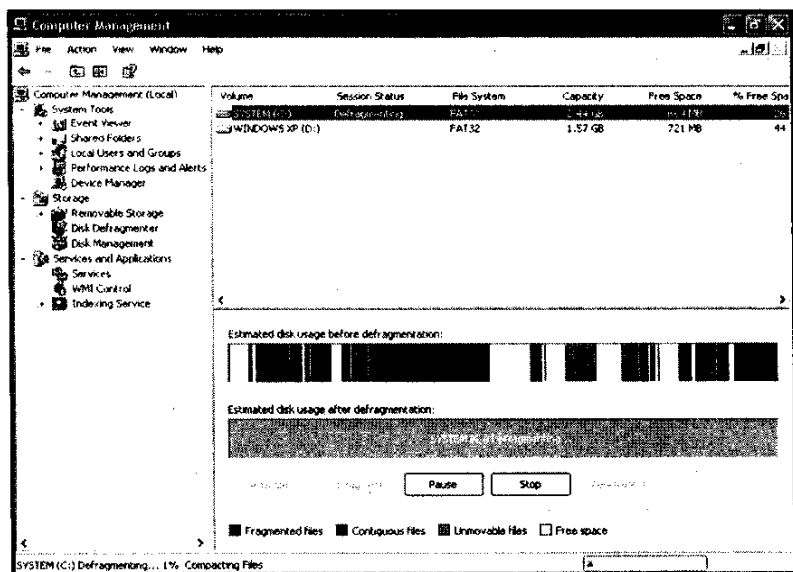 Computer Management
File Action View Window Help
Computer Management (Local)
System Tools
Event Viewer
Shared Folders
Local Users and Groups
Performance Logs and Alerts
Device Manager
Storage
Removable Storage
Disk Defragmenter
Disk Management
Services and Applications
Services
WMI Control
Indexing Service
Volume Session Status File System Capacity Free Space % Free Spa
SYSTEM (C:) Defragmenting
WINDOWS XP (D:) FAT32 1.57 GB 721 MB 44
Estimated disk usage before defragmentation:
Estimated disk usage after defragmentation:
Pause Stop
Fragmented files Contiguous files Unmovable files Free space
SYSTEM (C:) Defragmenting... 1% Compacting Files